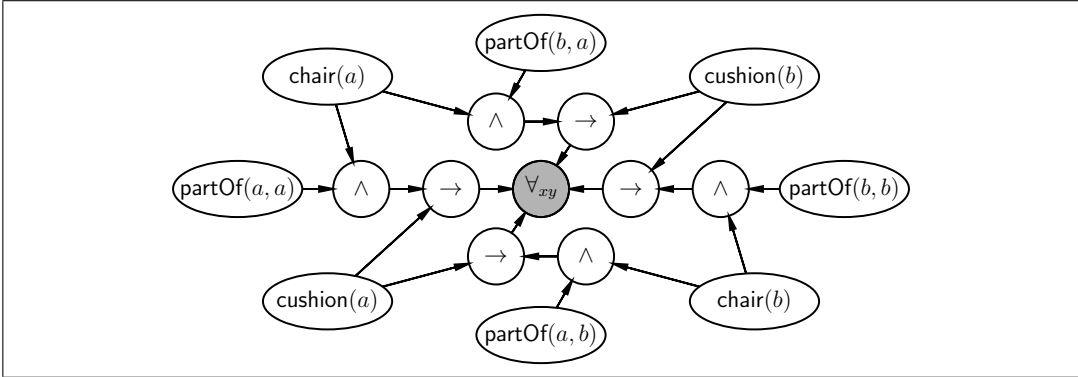 partOf(b, a)
chair(a)
cushion(b)
∧
→
partOf(a, a)
∧
→
∀xy
→
∧
partOf(b, b)
→
∧
cushion(a)
chair(b)
partOf(a, b)